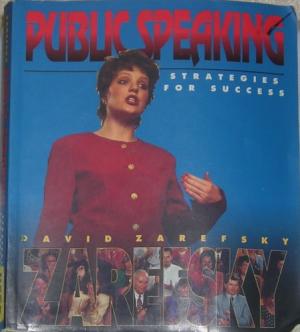 PUBLIC SPEAKING
STRATEGIES
FOR SUCCESS
DAVID ZAREFSKY
ZAREFSKY